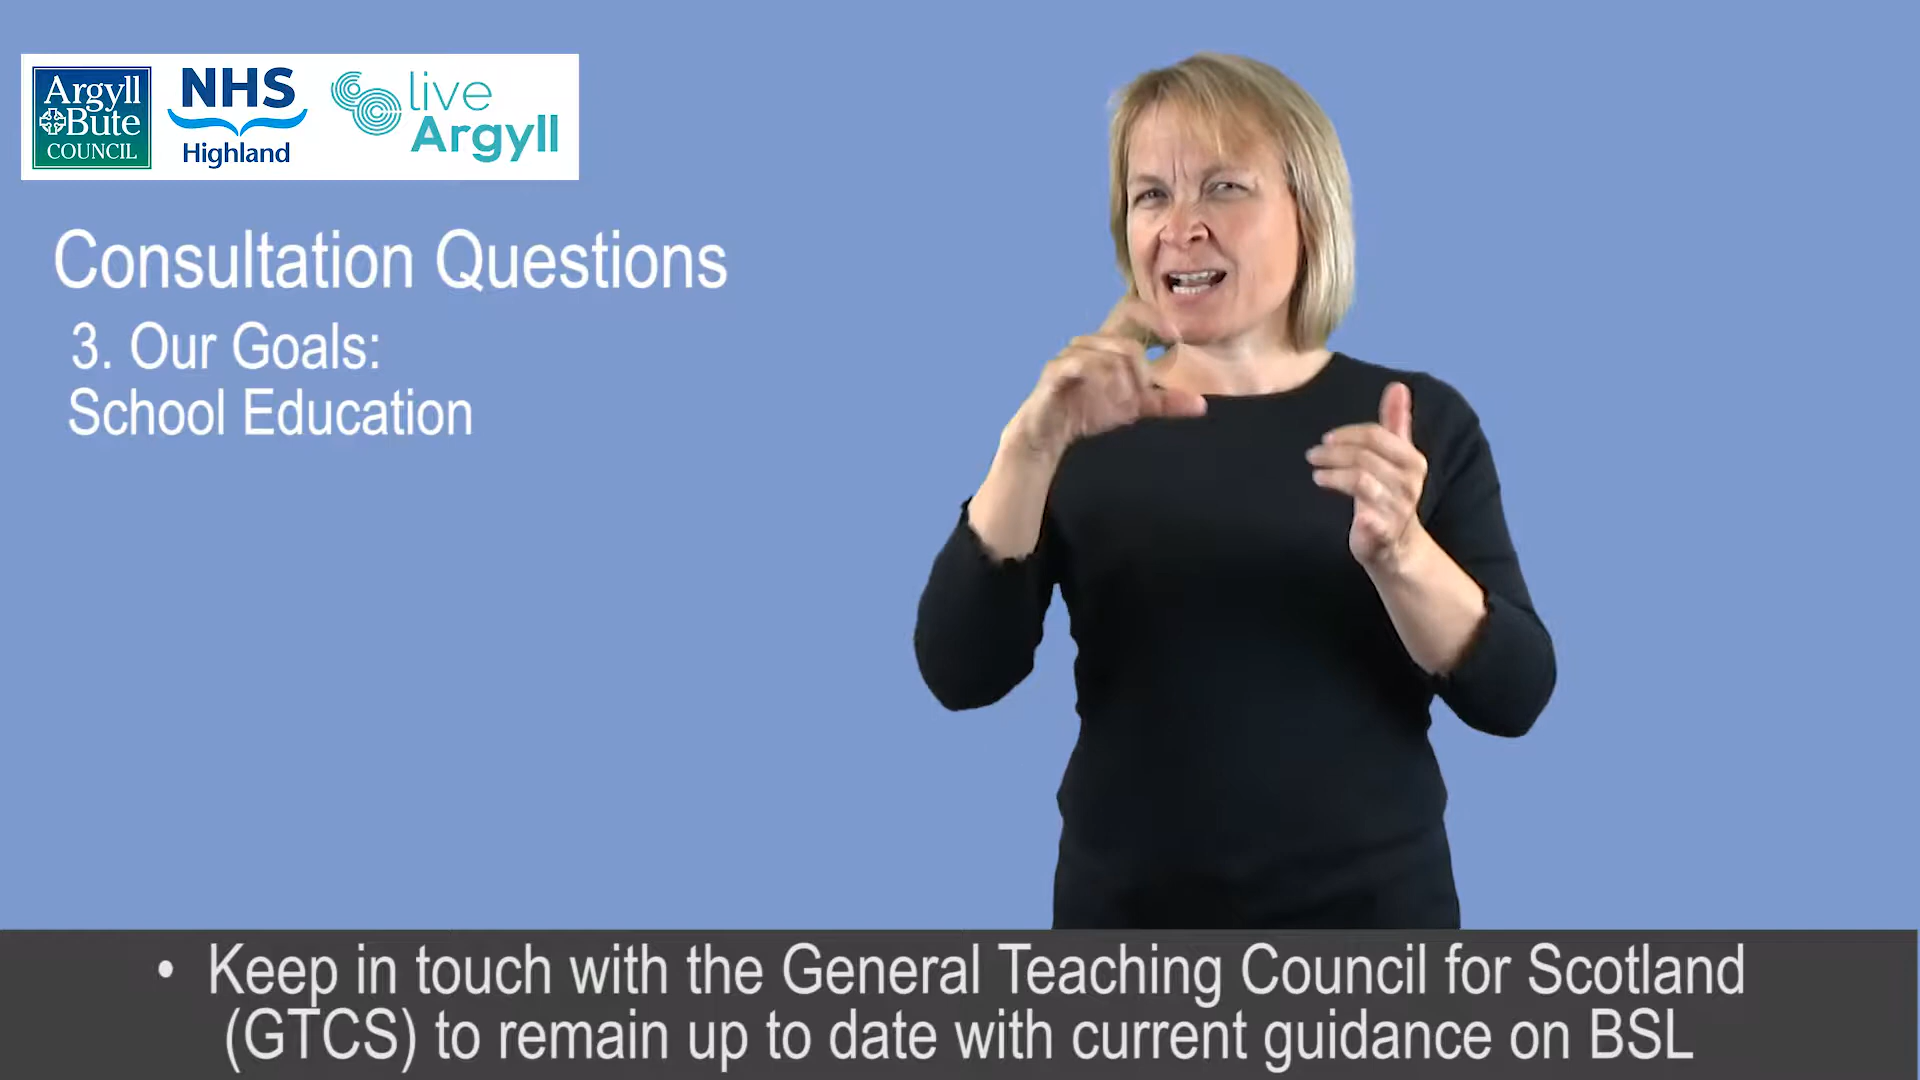 Argyll
&Bute
COUNCIL
NHS
Highland
live
Argyll
Consultation Questions
3. Our Goals:
School Education
• Keep in touch with the General Teaching Council for Scotland
(GTCS) to remain up to date with current guidance on BSL